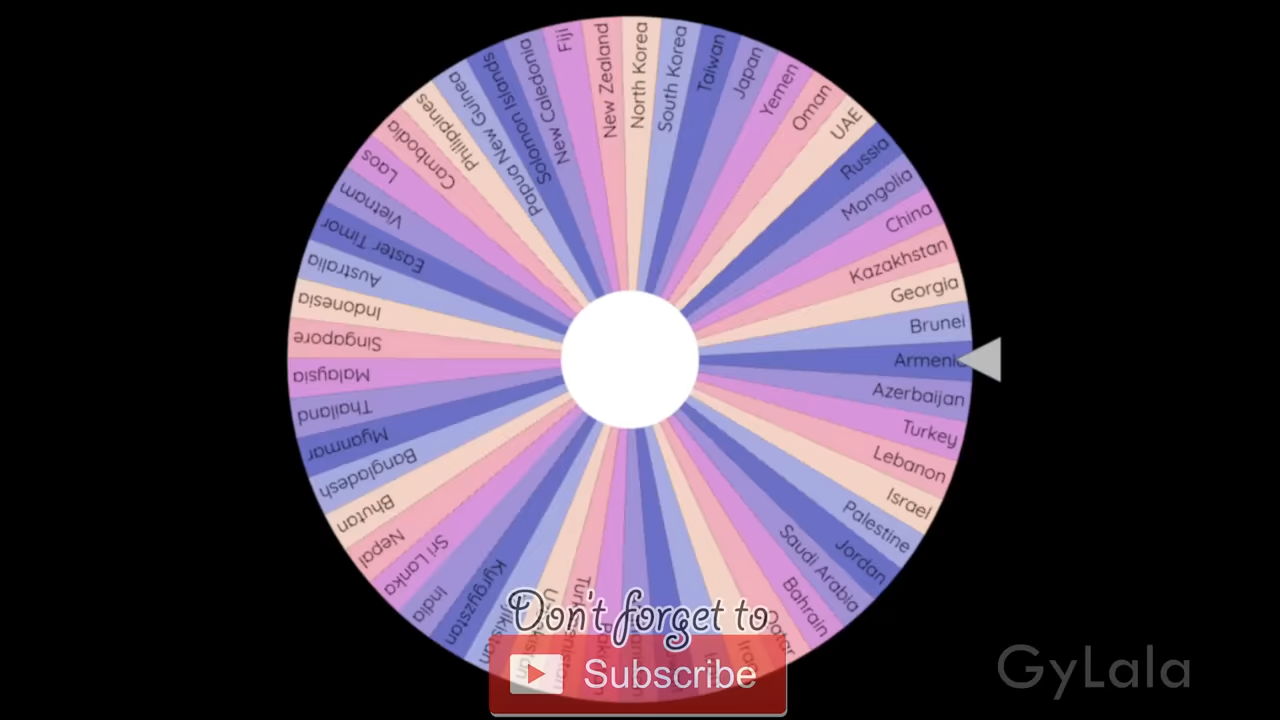 North Korea
South Korea
Taiwan
Japan
Yemen
Oman
UAE
Russia
Mongolia
China
Kazakhstan
Georgia
Brunei
Armenia
Azerbaijan
Turkey
Lebanon
Israel
Palestine
Jordan
Saudi Arabia
Bahrain
Qatar
Kyrgyzstan
India
Sri Lanka
Nepal
Bhutan
Bangladesh
Myanmar
Thailand
Malaysia
Singapore
Indonesia
Australia
Easter Timor
Vietnam
Laos
Cambodia
Philippines
Papua New Guinea
Solomon Islands
New Caledonia
Fiji
New Zealand
Don't forget to
Subscribe
GyLala